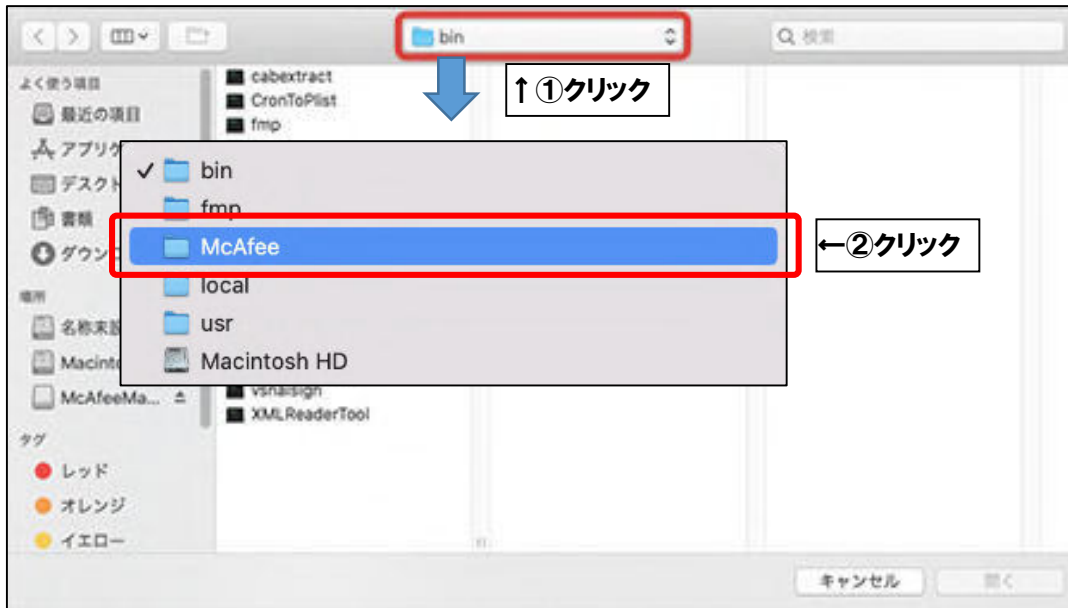 bin
検索
よく使う項目
cabextract
↑①クリック
最近の項目
CronToPlist
fmp
アプリケ
bin
デスクト
fmp
書類
McAfee
←②クリック
ダウンロ
local
場所
usr
名称未設
Macinto
Macintosh HD
McAfeeMa...
vshaisign
XMLReaderTool
タグ
レッド
オレンジ
イエロー
キャンセル
開く